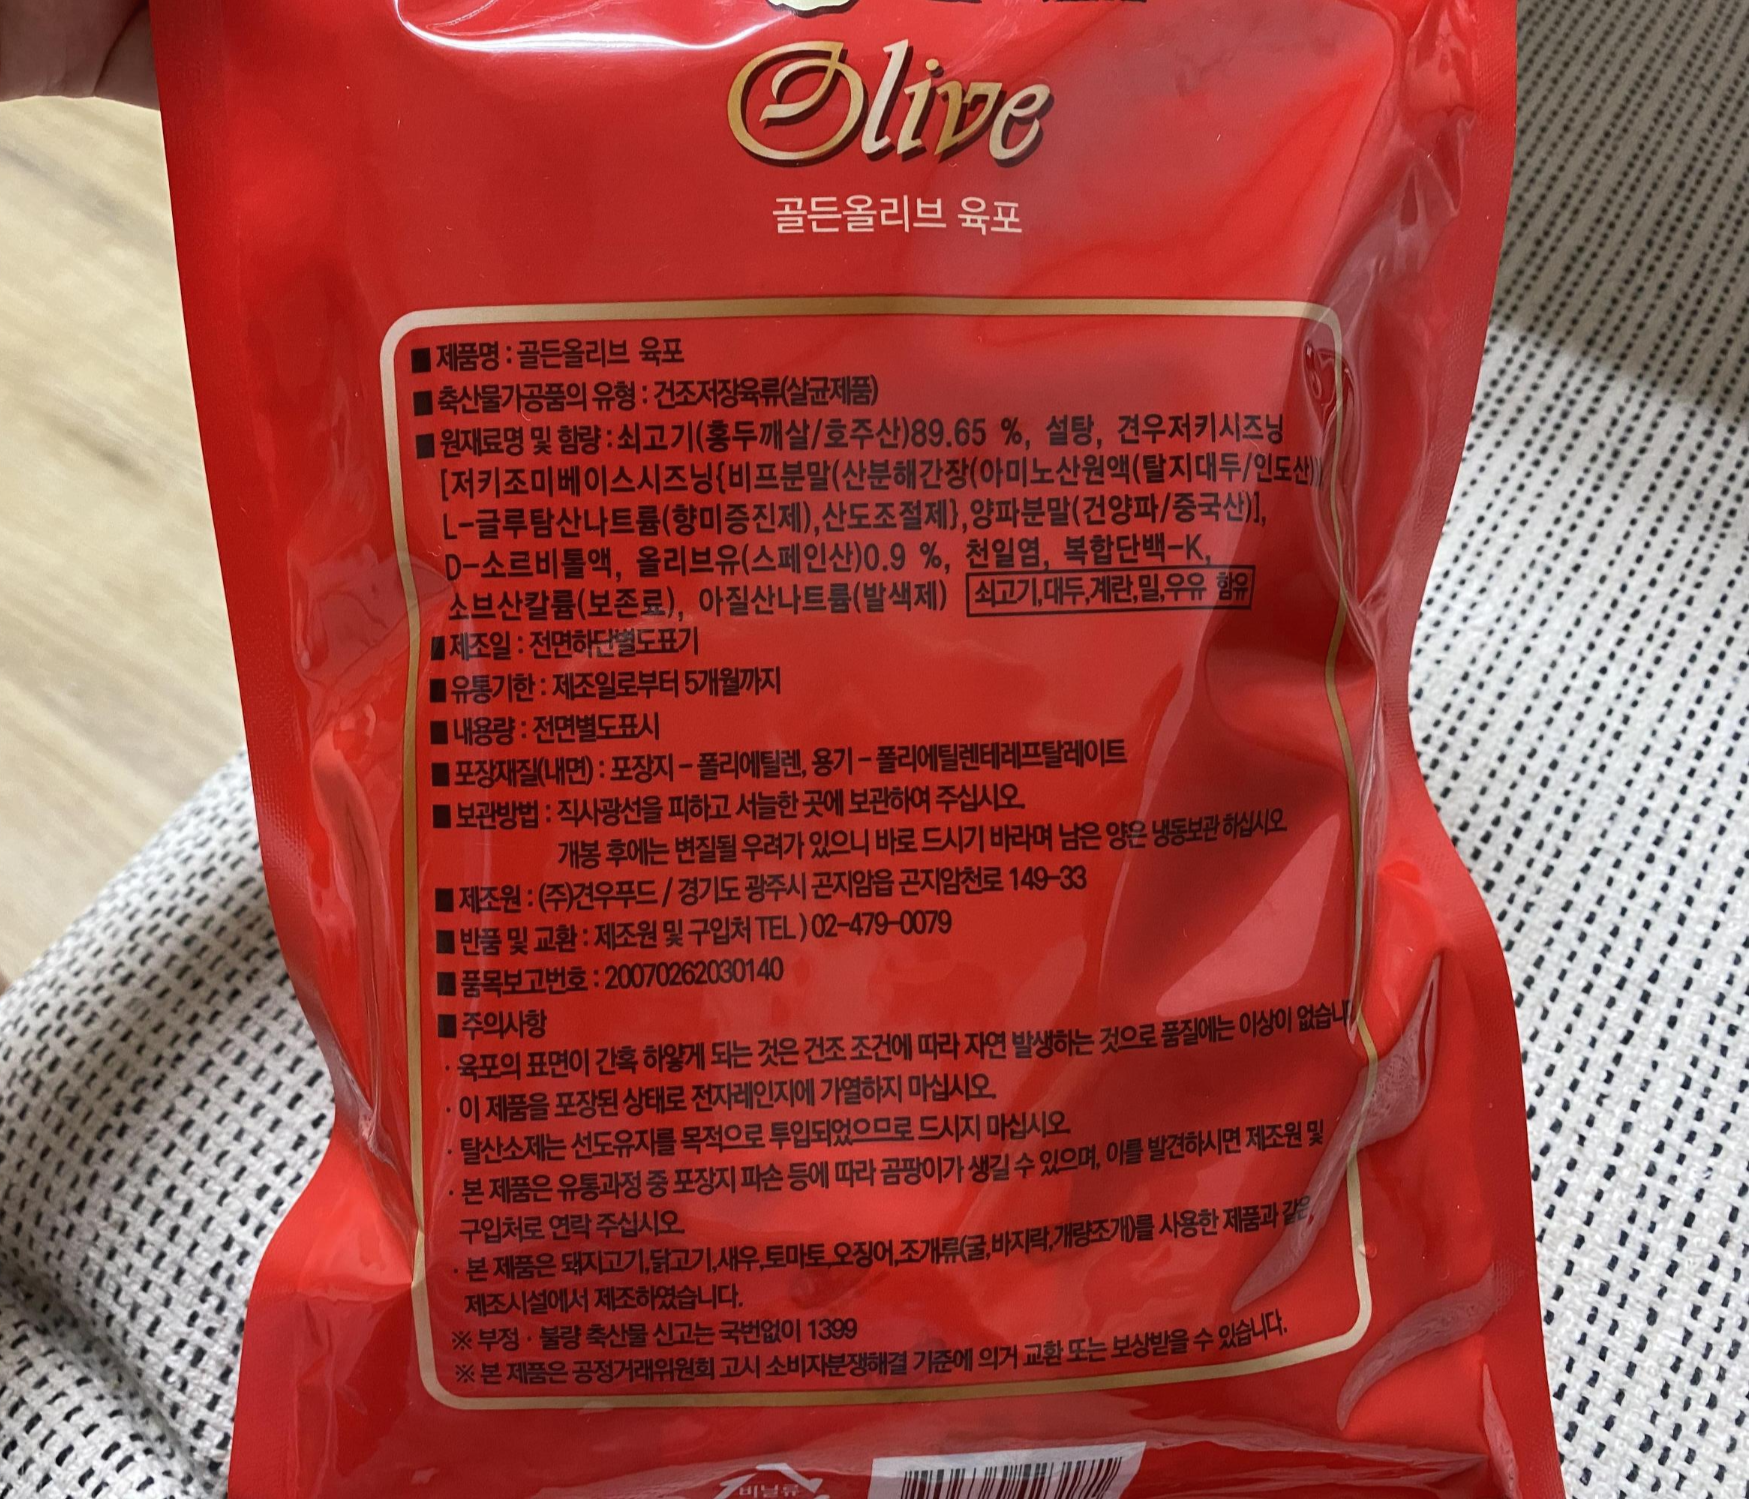 Olive
골든올리브 육포
■ 제품명 : 골든올리브 육포
■ 축산물가공품의 유형 : 건조저장육류(살균제품)
■ 원재료명 및 함량 : 쇠고기(홍두깨살/호주산)89.65 %, 설탕, 견우저키시즈닝
[저키조미베이스시즈닝{비프분말(산분해간장(아미노산원액(탈지대두/인도산))
L-글루탐산나트륨(향미증진제),산도조절제},양파분말(건양파/중국산)],
D-소르비톨액, 올리브유(스페인산)0.9 %, 천일염, 복합단백-K,
소브산칼륨(보존료), 아질산나트륨(발색제) 쇠고기,대두,계란,밀,우유 함유
■ 제조일 : 전면하단별도표기
■ 유통기한 : 제조일로부터 5개월까지
■ 내용량 : 전면별도표시
■ 포장재질(내면) : 포장지 - 폴리에틸렌, 용기 - 폴리에틸렌테레프탈레이트
■ 보관방법 : 직사광선을 피하고 서늘한 곳에 보관하여 주십시오.
개봉 후에는 변질될 우려가 있으니 바로 드시기 바라며 남은 양은 냉동보관 하십시오.
■ 제조원 : (주)견우푸드 / 경기도 광주시 곤지암읍 곤지암천로 149-33
■ 반품 및 교환 : 제조원 및 구입처 TEL ) 02-479-0079
■ 품목보고번호 : 20070262030140
■ 주의사항
· 육포의 표면이 간혹 하얗게 되는 것은 건조 조건에 따라 자연 발생하는 것으로 품질에는 이상이 없습니
· 이 제품을 포장된 상태로 전자레인지에 가열하지 마십시오.
· 탈산소제는 선도유지를 목적으로 투입되었으므로 드시지 마십시오.
· 본 제품은 유통과정 중 포장지 파손 등에 따라 곰팡이가 생길 수 있으며, 이를 발견하시면 제조원 및
구입처로 연락 주십시오.
· 본 제품은 돼지고기,닭고기,새우,토마토,오징어,조개류(굴,바지락,개량조개)를 사용한 제품과 같은
제조시설에서 제조하였습니다.
※ 부정 · 불량 축산물 신고는 국번없이 1399
※ 본 제품은 공정거래위원회 고시 소비자분쟁해결 기준에 의거 교환 또는 보상받을 수 있습니다.
비닐류